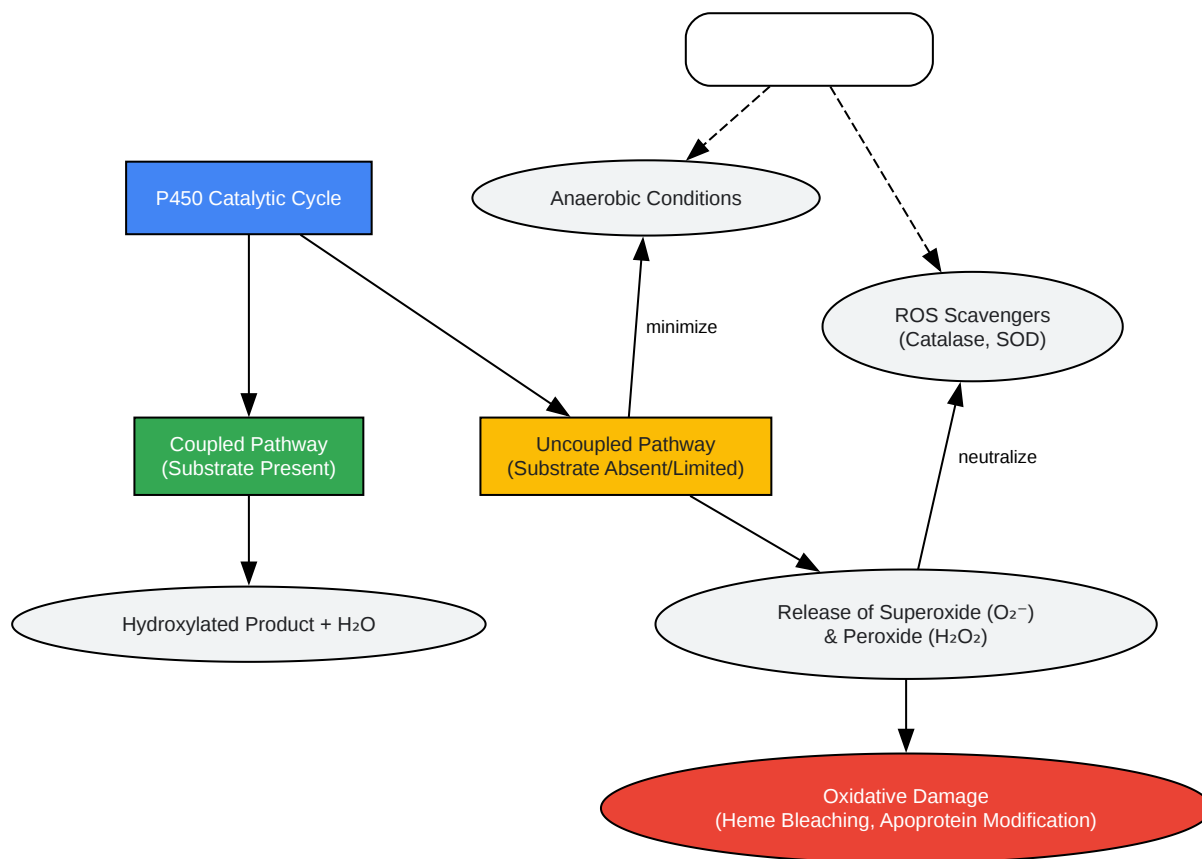 P450 Catalytic Cycle
Anaerobic Conditions
minimize
ROS Scavengers
(Catalase, SOD)
Coupled Pathway
(Substrate Present)
Uncoupled Pathway
(Substrate Absent/Limited)
neutralize
Hydroxylated Product + H₂O
Release of Superoxide (O₂⁻)
& Peroxide (H₂O₂)
Oxidative Damage
(Heme Bleaching, Apoprotein Modification)